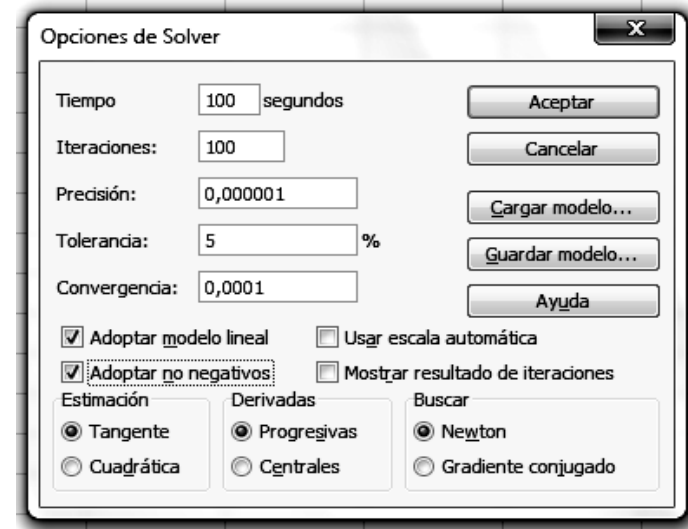 Opciones de Solver
X
Tiempo 100 segundos Aceptar
Iteraciones: 100 Cancelar
Precisión: 0,000001 Cargar modelo...
Tolerancia: 5 % Guardar modelo...
Convergencia: 0,0001 Ayuda
Adoptar modelo lineal Usar escala automática
Adoptar no negativos Mostrar resultado de iteraciones
Estimación Derivadas Buscar
Tangente Progresivas Newton
Cuadrática Centrales Gradiente conjugado